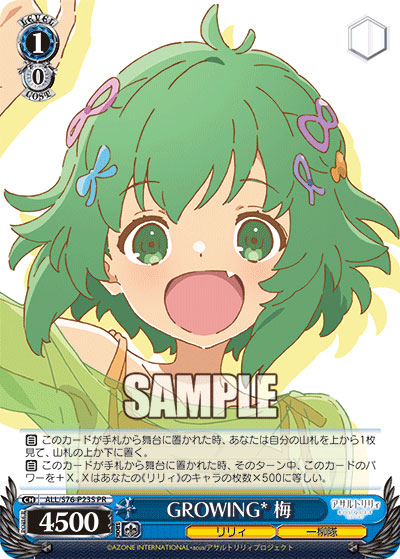 LEVEL
1
0
COST
SAMPLE
自 このカードが手札から舞台に置かれた時、あなたは自分の山札を上から1枚
見て、山札の上か下に置く。
自 このカードが手札から舞台に置かれた時、そのターン中、このカードのパ
ワーを＋X。Xはあなたの《リリィ》のキャラの枚数×500に等しい。
CH ALL/S76-P23S PR
4500
GROWING* 梅
アサルトリリィ
リリィ
一柳隊
©AZONE INTERNATIONAL・acus/アサルトリリィプロジェクト